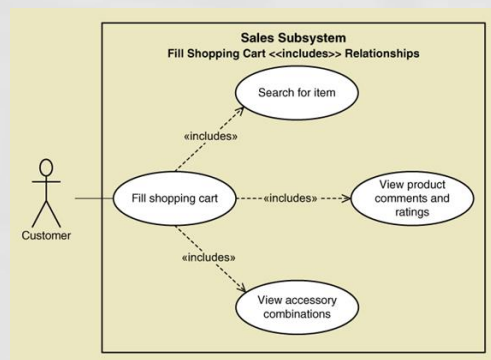 Sales Subsystem
Fill Shopping Cart <<includes>> Relationships
Search for item
«includes»
Fill shopping cart
«includes»
View product
comments and
ratings
Customer
«includes»
View accessory
combinations